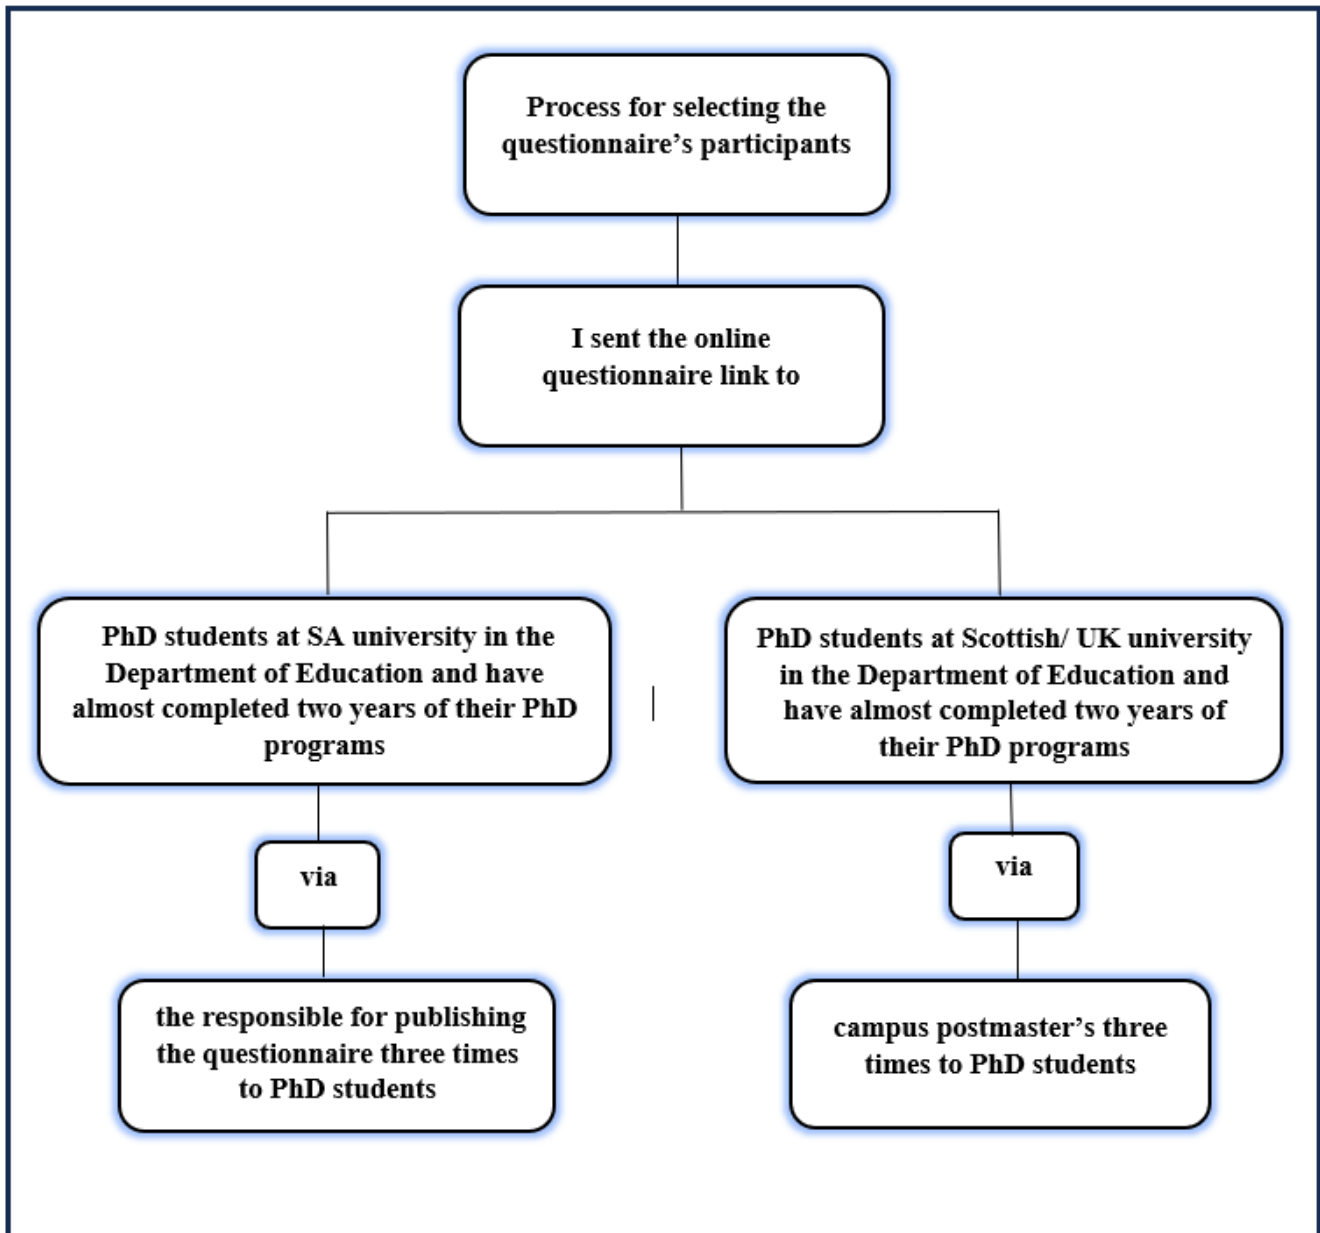 Process for selecting the
questionnaire’s participants
I sent the online
questionnaire link to
PhD students at SA university in the
Department of Education and have
almost completed two years of their PhD
programs
PhD students at Scottish/ UK university
in the Department of Education and
have almost completed two years of
their PhD programs
via
via
the responsible for publishing
the questionnaire three times
to PhD students
campus postmaster’s three
times to PhD students